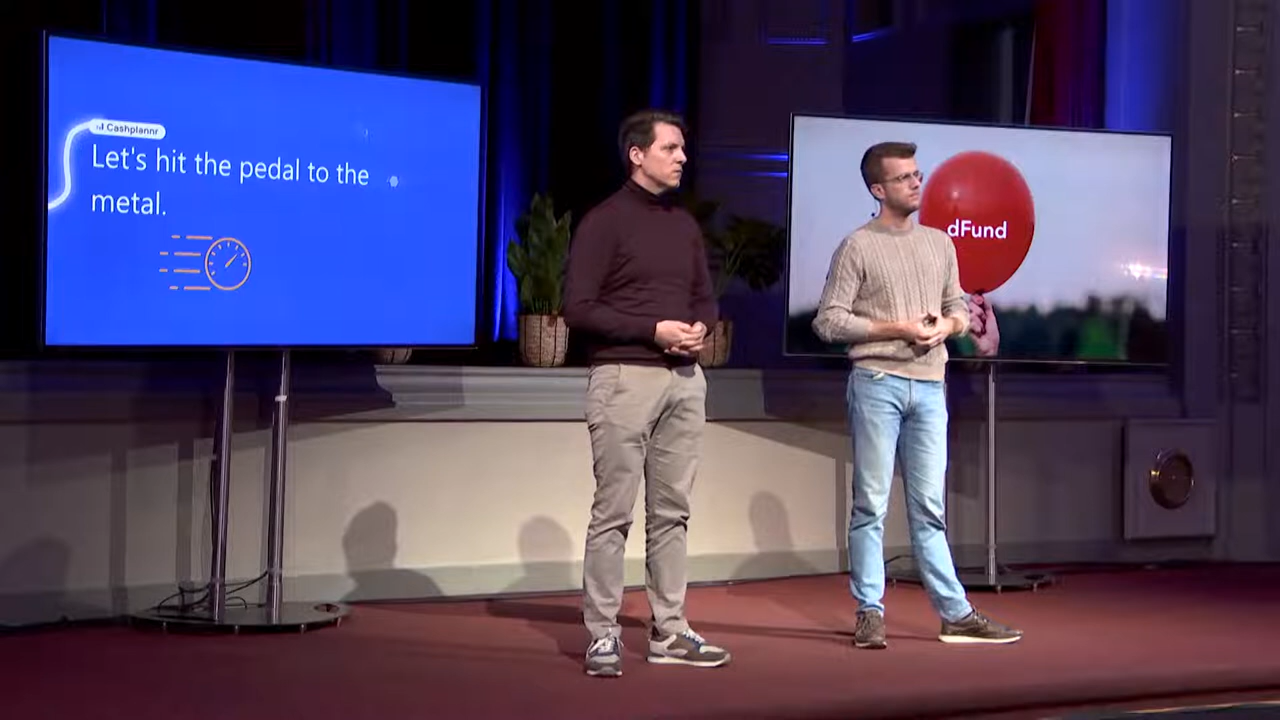 Cashplannr
Let's hit the pedal to the
metal.
dFund